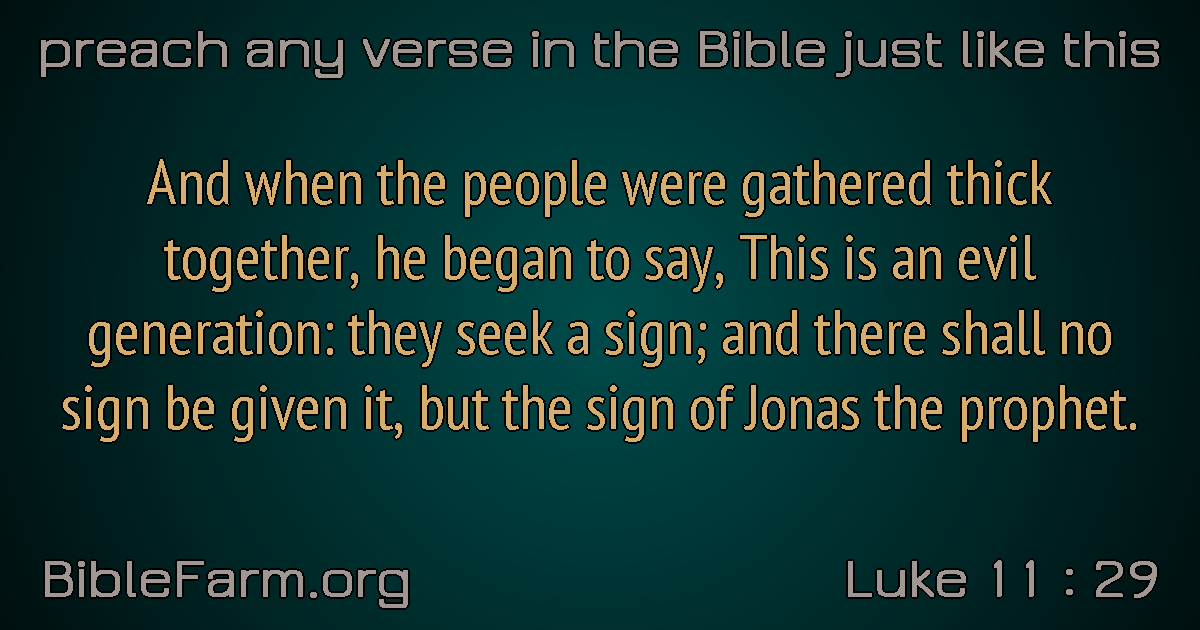 preach any verse in the Bible just like this
And when the people were gathered thick
together, he began to say, This is an evil
generation: they seek a sign; and there shall no
sign be given it, but the sign of Jonas the prophet.
BibleFarm.org
Luke 11 : 29